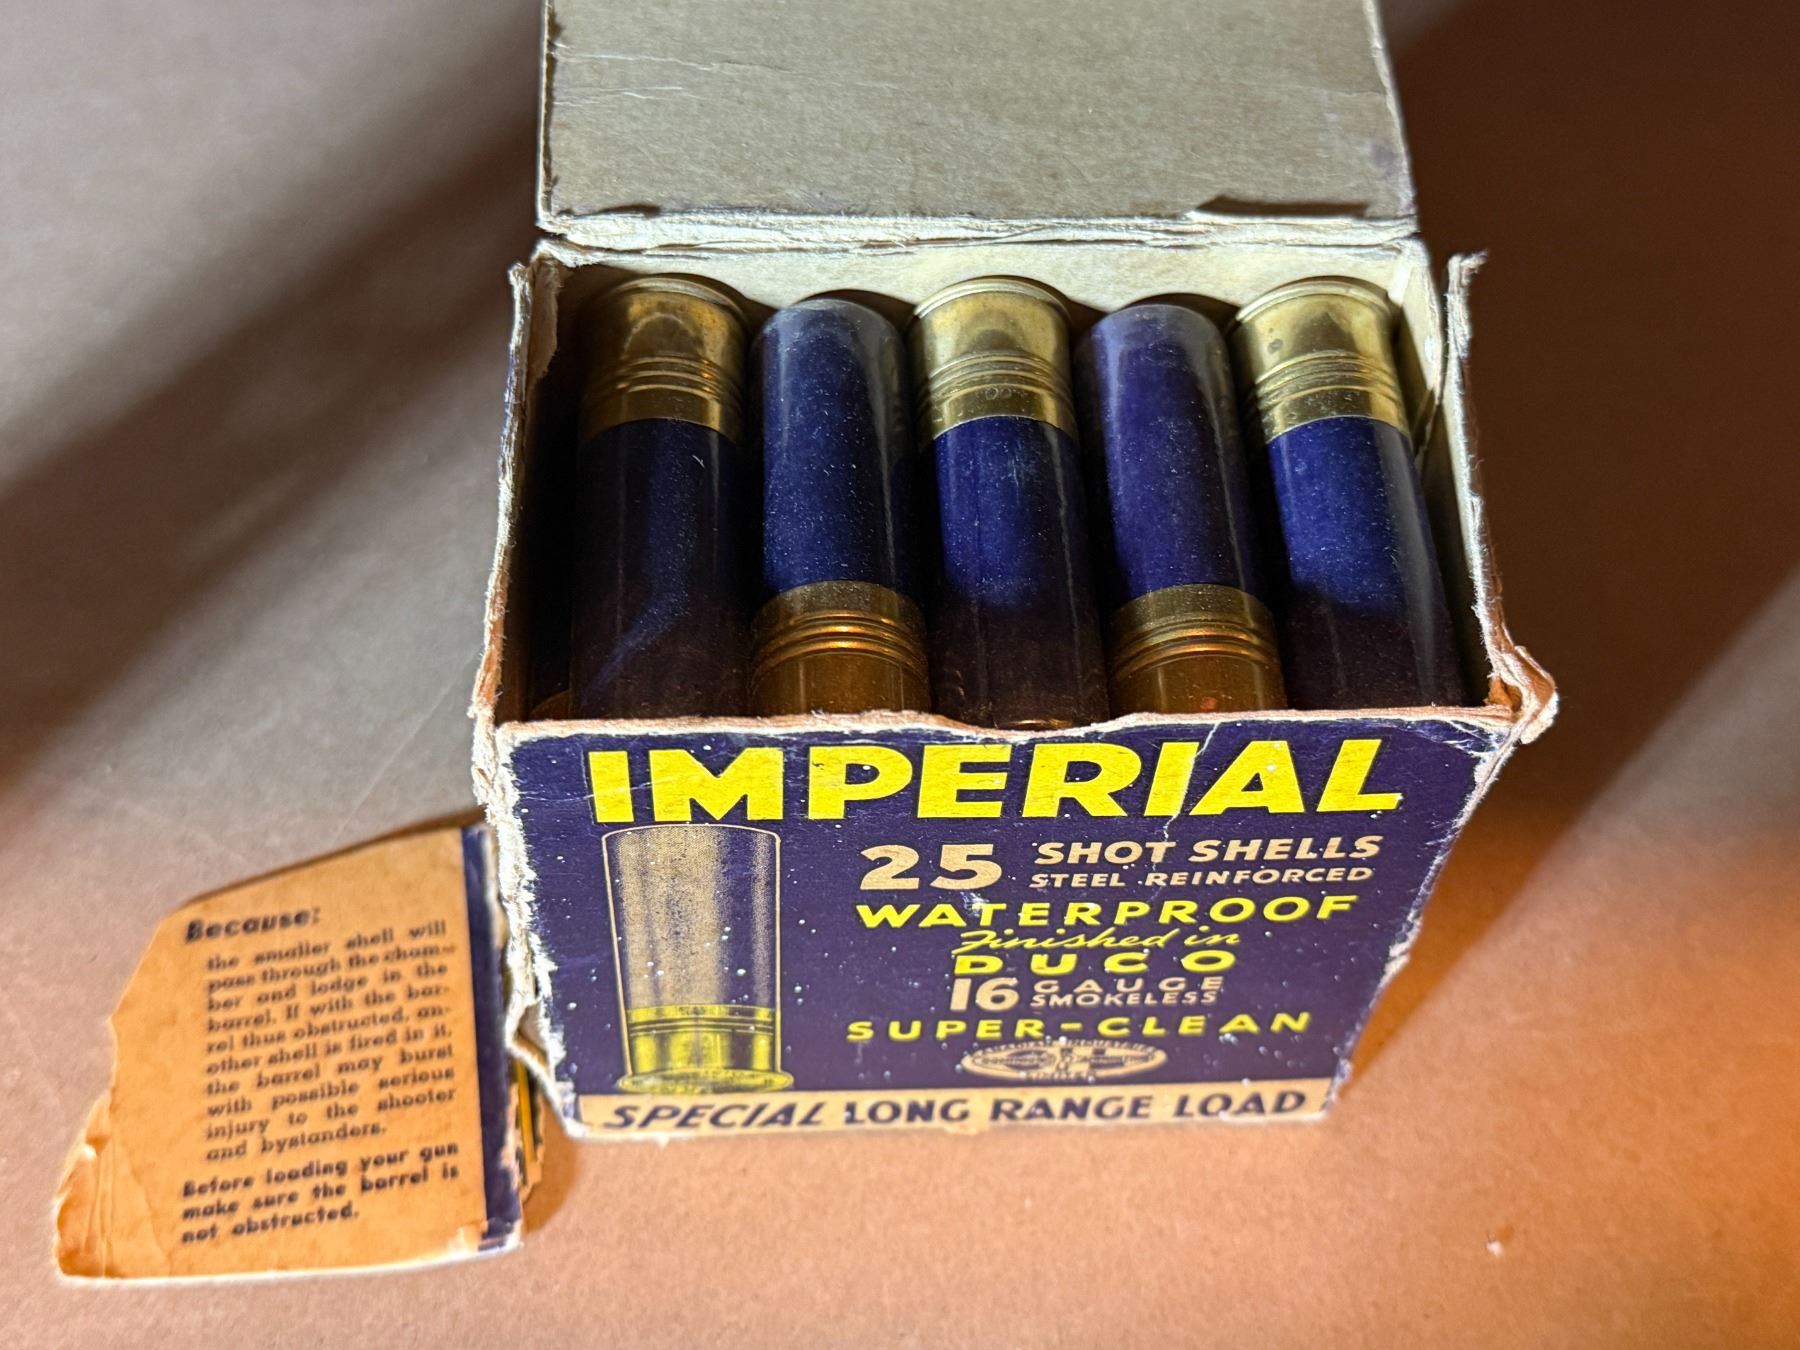 IMPERIAL
25 SHOT SHELLS
STEEL REINFORCED
WATERPROOF
Finished in
DUCO
16 GAUGE
SMOKELESS
SUPER-CLEAN
SPECIAL LONG RANGE LOAD
Because:
the smaller shell will
pass through the cham-
ber and lodge in the
barrel. If with the bar-
rel thus obstructed, an-
other shell is fired in it,
the barrel may burst
with possible serious
injury to the shooter
and bystanders.
Before loading your gun
make sure the barrel is
not obstructed.